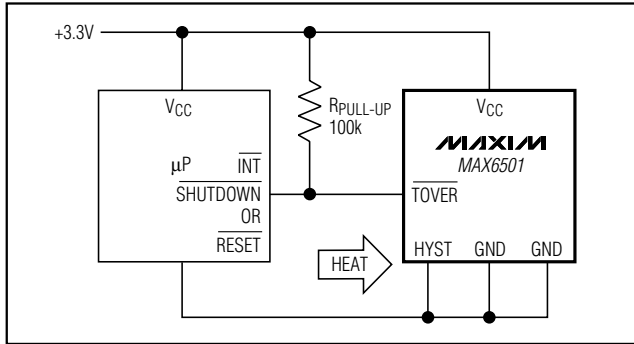 +3.3V
VCC
µP
INT
SHUTDOWN
OR
RESET
RPULL-UP
100k
HEAT
VCC
MAXIM
MAX6501
TOVER
HYST GND GND